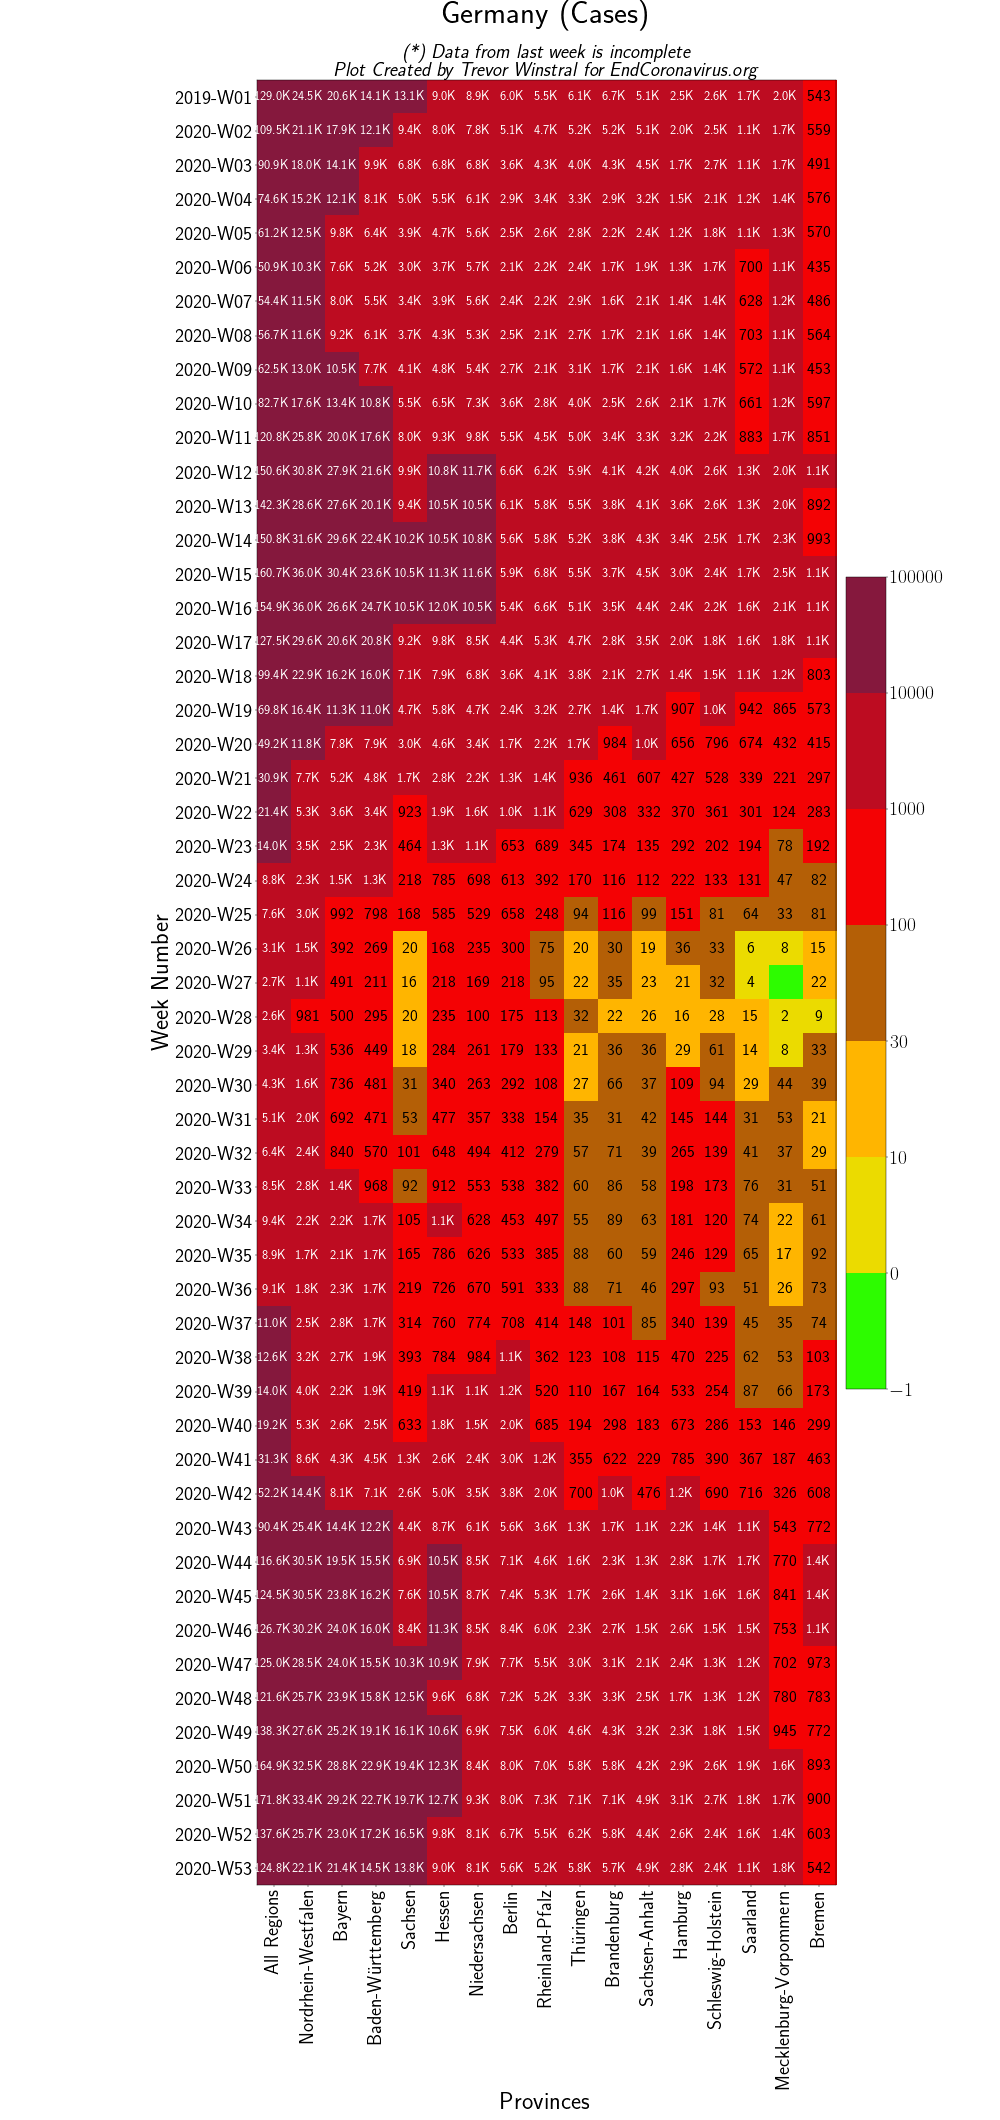 Germany (Cases)
(*) Data from last week is incomplete
Plot Created by Trevor Winstral for EndCoronavirus.org
2019-W01 129.0K 24.5K 20.6K 14.1K 13.1K 9.0K 8.9K 6.0K 5.5K 6.1K 6.7K 5.1K 2.5K 2.6K 1.7K 2.0K 543
2020-W02 109.5K 21.1K 17.9K 12.1K 9.4K 8.0K 7.8K 5.1K 4.7K 5.2K 5.2K 5.1K 2.0K 2.5K 1.1K 1.7K 559
2020-W03 90.9K 18.0K 14.1K 9.9K 6.8K 6.8K 6.8K 3.6K 4.3K 4.0K 4.3K 4.5K 1.7K 2.7K 1.1K 1.7K 491
2020-W04 74.6K 15.2K 12.1K 8.1K 5.0K 5.5K 6.1K 2.9K 3.4K 3.3K 2.9K 3.2K 1.5K 2.1K 1.2K 1.4K 576
2020-W05 61.2K 12.5K 9.8K 6.4K 3.9K 4.7K 5.6K 2.5K 2.6K 2.8K 2.2K 2.4K 1.2K 1.8K 1.1K 1.3K 570
2020-W06 50.9K 10.3K 7.6K 5.2K 3.0K 3.7K 5.7K 2.1K 2.2K 2.4K 1.7K 1.9K 1.3K 1.7K 700 1.1K 435
2020-W07 54.4K 11.5K 8.0K 5.5K 3.4K 3.9K 5.6K 2.4K 2.2K 2.9K 1.6K 2.1K 1.4K 1.4K 628 1.2K 486
2020-W08 56.7K 11.6K 9.2K 6.1K 3.7K 4.3K 5.3K 2.5K 2.1K 2.7K 1.7K 2.1K 1.6K 1.4K 703 1.1K 564
2020-W09 62.5K 13.0K 10.5K 7.7K 4.1K 4.8K 5.4K 2.7K 2.1K 3.1K 1.7K 2.1K 1.6K 1.4K 572 1.1K 453
2020-W10 82.7K 17.6K 13.4K 10.8K 5.5K 6.5K 7.3K 3.6K 2.8K 4.0K 2.5K 2.6K 2.1K 1.7K 661 1.2K 597
2020-W11 120.8K 25.8K 20.0K 17.6K 8.0K 9.3K 9.8K 5.5K 4.5K 5.0K 3.4K 3.3K 3.2K 2.2K 883 1.7K 851
2020-W12 150.6K 30.8K 27.9K 21.6K 9.9K 10.8K 11.7K 6.6K 6.2K 5.9K 4.1K 4.2K 4.0K 2.6K 1.3K 2.0K 1.1K
2020-W13 142.3K 28.6K 27.6K 20.1K 9.4K 10.5K 10.5K 6.1K 5.8K 5.5K 3.8K 4.1K 3.6K 2.6K 1.3K 2.0K 892
2020-W14 150.8K 31.6K 29.6K 22.4K 10.2K 10.5K 10.8K 5.6K 5.8K 5.2K 3.8K 4.3K 3.4K 2.5K 1.7K 2.3K 993
2020-W15 160.7K 36.0K 30.4K 23.6K 10.5K 11.3K 11.6K 5.9K 6.8K 5.5K 3.7K 4.5K 3.0K 2.4K 1.7K 2.5K 1.1K
2020-W16 154.9K 36.0K 26.6K 24.7K 10.5K 12.0K 10.5K 5.4K 6.6K 5.1K 3.5K 4.4K 2.4K 2.2K 1.6K 2.1K 1.1K
2020-W17 127.5K 29.6K 20.6K 20.8K 9.2K 9.8K 8.5K 4.4K 5.3K 4.7K 2.8K 3.5K 2.0K 1.8K 1.6K 1.8K 1.1K
2020-W18 99.4K 22.9K 16.2K 16.0K 7.1K 7.9K 6.8K 3.6K 4.1K 3.8K 2.1K 2.7K 1.4K 1.5K 1.1K 1.2K 803
2020-W19 69.8K 16.4K 11.3K 11.0K 4.7K 5.8K 4.7K 2.4K 3.2K 2.7K 1.4K 1.7K 907 1.0K 942 865 573
2020-W20 49.2K 11.8K 7.8K 7.9K 3.0K 4.6K 3.4K 1.7K 2.2K 1.7K 984 1.0K 656 796 674 432 415
2020-W21 30.9K 7.7K 5.2K 4.8K 1.7K 2.8K 2.2K 1.3K 1.4K 936 461 607 427 528 339 221 297
2020-W22 21.4K 5.3K 3.6K 3.4K 923 1.9K 1.6K 1.0K 1.1K 629 308 332 370 361 301 124 283
2020-W23 14.0K 3.5K 2.5K 2.3K 464 1.3K 1.1K 653 689 345 174 135 292 202 194 78 192
2020-W24 8.8K 2.3K 1.5K 1.3K 218 785 698 613 392 170 116 112 222 133 131 47 82
2020-W25 7.6K 3.0K 992 798 168 585 529 658 248 94 116 99 151 81 64 33 81
2020-W26 3.1K 1.5K 392 269 20 168 235 300 75 20 30 19 36 33 6 8 15
2020-W27 2.7K 1.1K 491 211 16 218 169 218 95 22 35 23 21 32 4 22
2020-W28 2.6K 981 500 295 20 235 100 175 113 32 22 26 16 28 15 2 9
2020-W29 3.4K 1.3K 536 449 18 284 261 179 133 21 36 36 29 61 14 8 33
2020-W30 4.3K 1.6K 736 481 31 340 263 292 108 27 66 37 109 94 29 44 39
2020-W31 5.1K 2.0K 692 471 53 477 357 338 154 35 31 42 145 144 31 53 21
2020-W32 6.4K 2.4K 840 570 101 648 494 412 279 57 71 39 265 139 41 37 29
2020-W33 8.5K 2.8K 1.4K 968 92 912 553 538 382 60 86 58 198 173 76 31 51
2020-W34 9.4K 2.2K 2.2K 1.7K 105 1.1K 628 453 497 55 89 63 181 120 74 22 61
2020-W35 8.9K 1.7K 2.1K 1.7K 165 786 626 533 385 88 60 59 246 129 65 17 92
2020-W36 9.1K 1.8K 2.3K 1.7K 219 726 670 591 333 88 71 46 297 93 51 26 73
2020-W37 11.0K 2.5K 2.8K 1.7K 314 760 774 708 414 148 101 85 340 139 45 35 74
2020-W38 12.6K 3.2K 2.7K 1.9K 393 784 984 1.1K 362 123 108 115 470 225 62 53 103
2020-W39 14.0K 4.0K 2.2K 1.9K 419 1.1K 1.1K 1.2K 520 110 167 164 533 254 87 66 173
2020-W40 19.2K 5.3K 2.6K 2.5K 633 1.8K 1.5K 2.0K 685 194 298 183 673 286 153 146 299
2020-W41 31.3K 8.6K 4.3K 4.5K 1.3K 2.6K 2.4K 3.0K 1.2K 355 622 229 785 390 367 187 463
2020-W42 52.2K 14.4K 8.1K 7.1K 2.6K 5.0K 3.5K 3.8K 2.0K 700 1.0K 476 1.2K 690 716 326 608
2020-W43 90.4K 25.4K 14.4K 12.2K 4.4K 8.7K 6.1K 5.6K 3.6K 1.3K 1.7K 1.1K 2.2K 1.4K 1.1K 543 772
2020-W44 116.6K 30.5K 19.5K 15.5K 6.9K 10.5K 8.5K 7.1K 4.6K 1.6K 2.3K 1.3K 2.8K 1.7K 1.7K 770 1.4K
2020-W45 124.5K 30.5K 23.8K 16.2K 7.6K 10.5K 8.7K 7.4K 5.3K 1.7K 2.6K 1.4K 3.1K 1.6K 1.6K 841 1.4K
2020-W46 126.7K 30.2K 24.0K 16.0K 8.4K 11.3K 8.5K 8.4K 6.0K 2.3K 2.7K 1.5K 2.6K 1.5K 1.5K 753 1.1K
2020-W47 125.0K 28.5K 24.0K 15.5K 10.3K 10.9K 7.9K 7.7K 5.5K 3.0K 3.1K 2.1K 2.4K 1.3K 1.2K 702 973
2020-W48 121.6K 25.7K 23.9K 15.8K 12.5K 9.6K 6.8K 7.2K 5.2K 3.3K 3.3K 2.5K 1.7K 1.3K 1.2K 780 783
2020-W49 138.3K 27.6K 25.2K 19.1K 16.1K 10.6K 6.9K 7.5K 6.0K 4.6K 4.3K 3.2K 2.3K 1.8K 1.5K 945 772
2020-W50 164.9K 32.5K 28.8K 22.9K 19.4K 12.3K 8.4K 8.0K 7.0K 5.8K 5.8K 4.2K 2.9K 2.6K 1.9K 1.6K 893
2020-W51 171.8K 33.4K 29.2K 22.7K 19.7K 12.7K 9.3K 8.0K 7.3K 7.1K 7.1K 4.9K 3.1K 2.7K 1.8K 1.7K 900
2020-W52 137.6K 25.7K 23.0K 17.2K 16.5K 9.8K 8.1K 6.7K 5.5K 6.2K 5.8K 4.4K 2.6K 2.4K 1.6K 1.4K 603
2020-W53 124.8K 22.1K 21.4K 14.5K 13.8K 9.0K 8.1K 5.6K 5.2K 5.8K 5.7K 4.9K 2.8K 2.4K 1.1K 1.8K 542
Week Number
All Regions
Nordrhein-Westfalen
Bayern
Baden-Württemberg
Sachsen
Hessen
Niedersachsen
Berlin
Rheinland-Pfalz
Thüringen
Brandenburg
Sachsen-Anhalt
Hamburg
Schleswig-Holstein
Saarland
Mecklenburg-Vorpommern
Bremen
Provinces
100000
10000
1000
100
30
10
0
−1